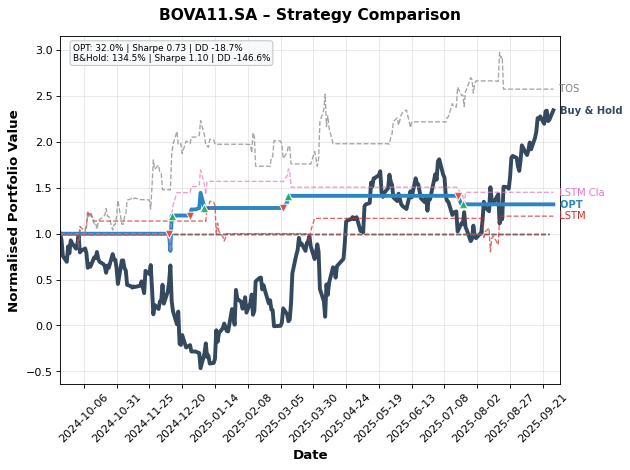 BOVA11.SA – Strategy Comparison
OPT: 32.0% | Sharpe 0.73 | DD -18.7%
B&Hold: 134.5% | Sharpe 1.10 | DD -146.6%
Normalised Portfolio Value
3.0
2.5
2.0
1.5
1.0
0.5
0.0
−0.5
TOS
Buy & Hold
LSTM Cla
OPT
LSTM
2024-10-06
2024-10-31
2024-11-25
2024-12-20
2025-01-14
2025-02-08
2025-03-05
2025-03-30
2025-04-24
2025-05-19
2025-06-13
2025-07-08
2025-08-02
2025-08-27
2025-09-21
Date